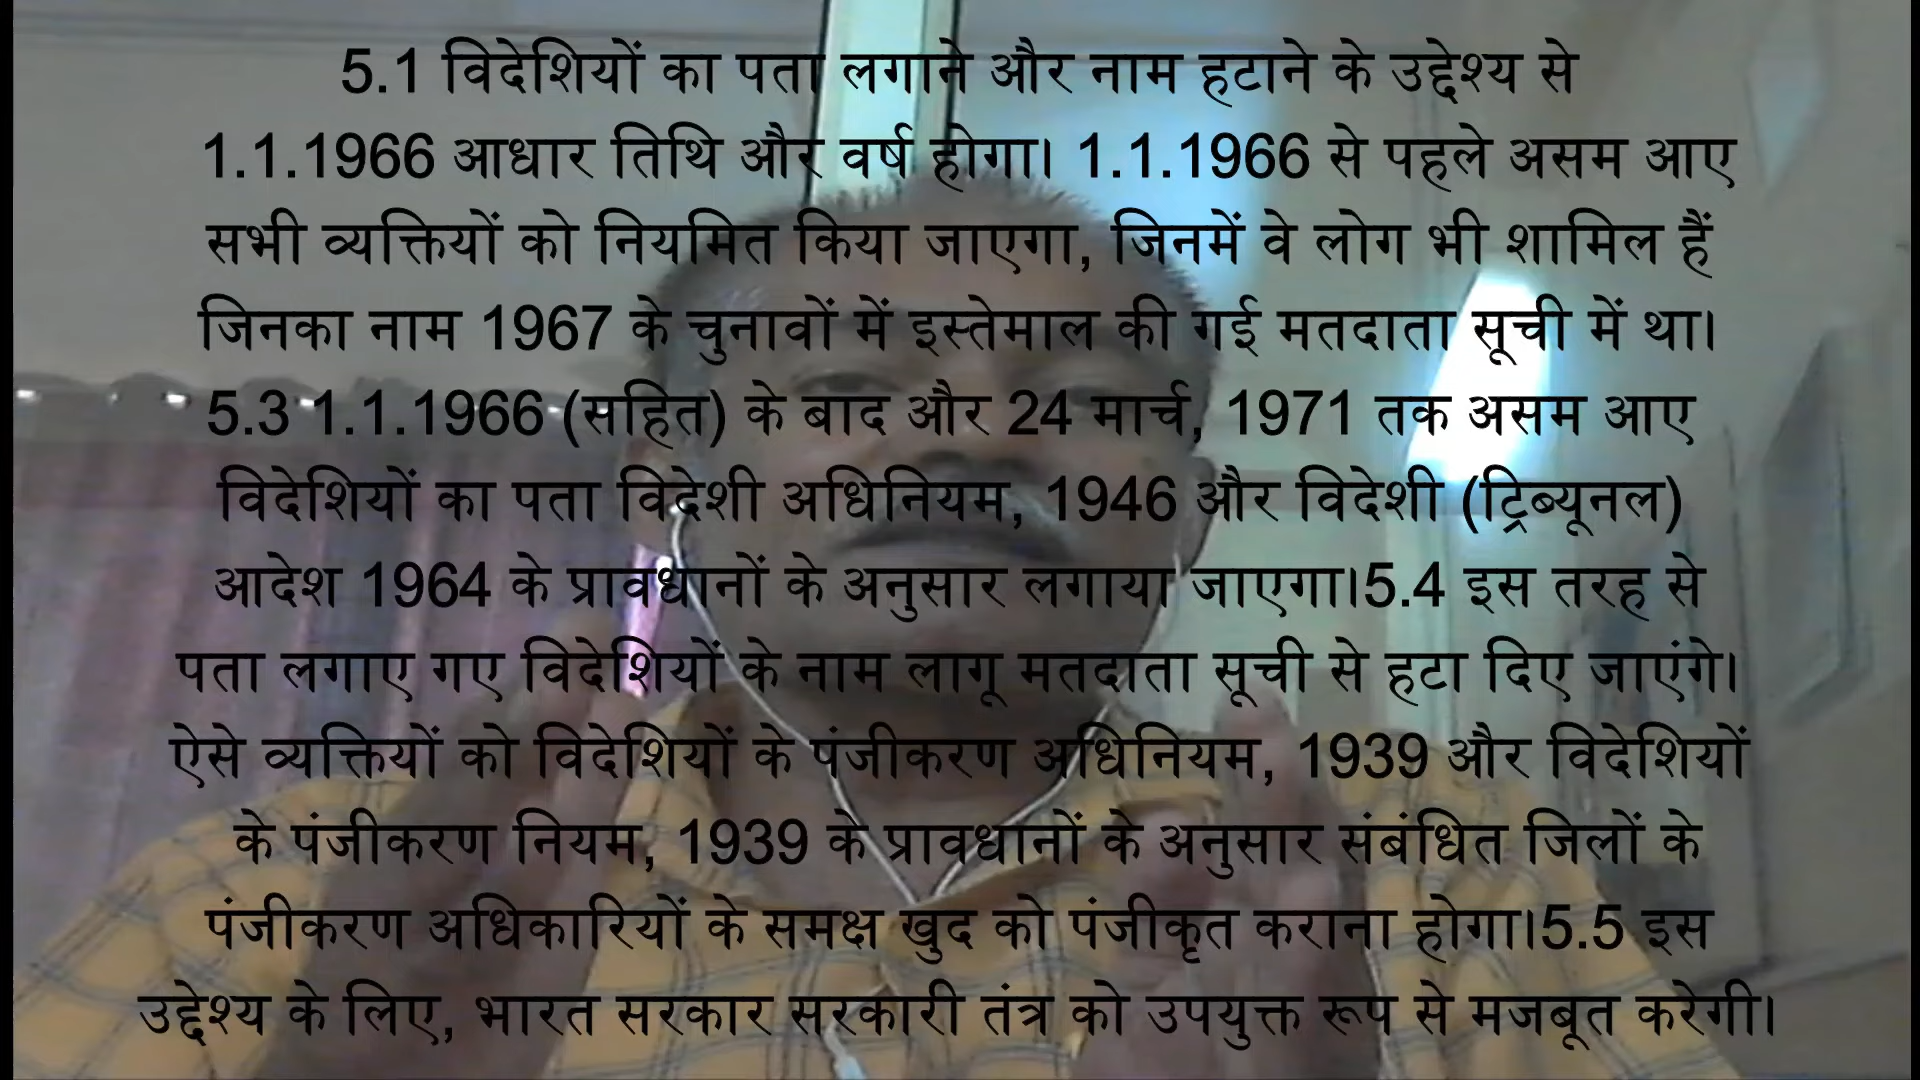 5.1 विदेशियों का पता लगाने और नाम हटाने के उद्देश्य से
1.1.1966 आधार तिथि और वर्ष होगा। 1.1.1966 से पहले असम आए
सभी व्यक्तियों को नियमित किया जाएगा, जिनमें वे लोग भी शामिल हैं
जिनका नाम 1967 के चुनावों में इस्तेमाल की गई मतदाता सूची में था।
5.3 1.1.1966 (सहित) के बाद और 24 मार्च, 1971 तक असम आए
विदेशियों का पता विदेशी अधिनियम, 1946 और विदेशी (ट्रिब्यूनल)
आदेश 1964 के प्रावधानों के अनुसार लगाया जाएगा।5.4 इस तरह से
पता लगाए गए विदेशियों के नाम लागू मतदाता सूची से हटा दिए जाएंगे।
ऐसे व्यक्तियों को विदेशियों के पंजीकरण अधिनियम, 1939 और विदेशियों
के पंजीकरण नियम, 1939 के प्रावधानों के अनुसार संबंधित जिलों के
पंजीकरण अधिकारियों के समक्ष खुद को पंजीकृत कराना होगा।5.5 इस
उद्देश्य के लिए, भारत सरकार सरकारी तंत्र को उपयुक्त रूप से मजबूत करेगी।